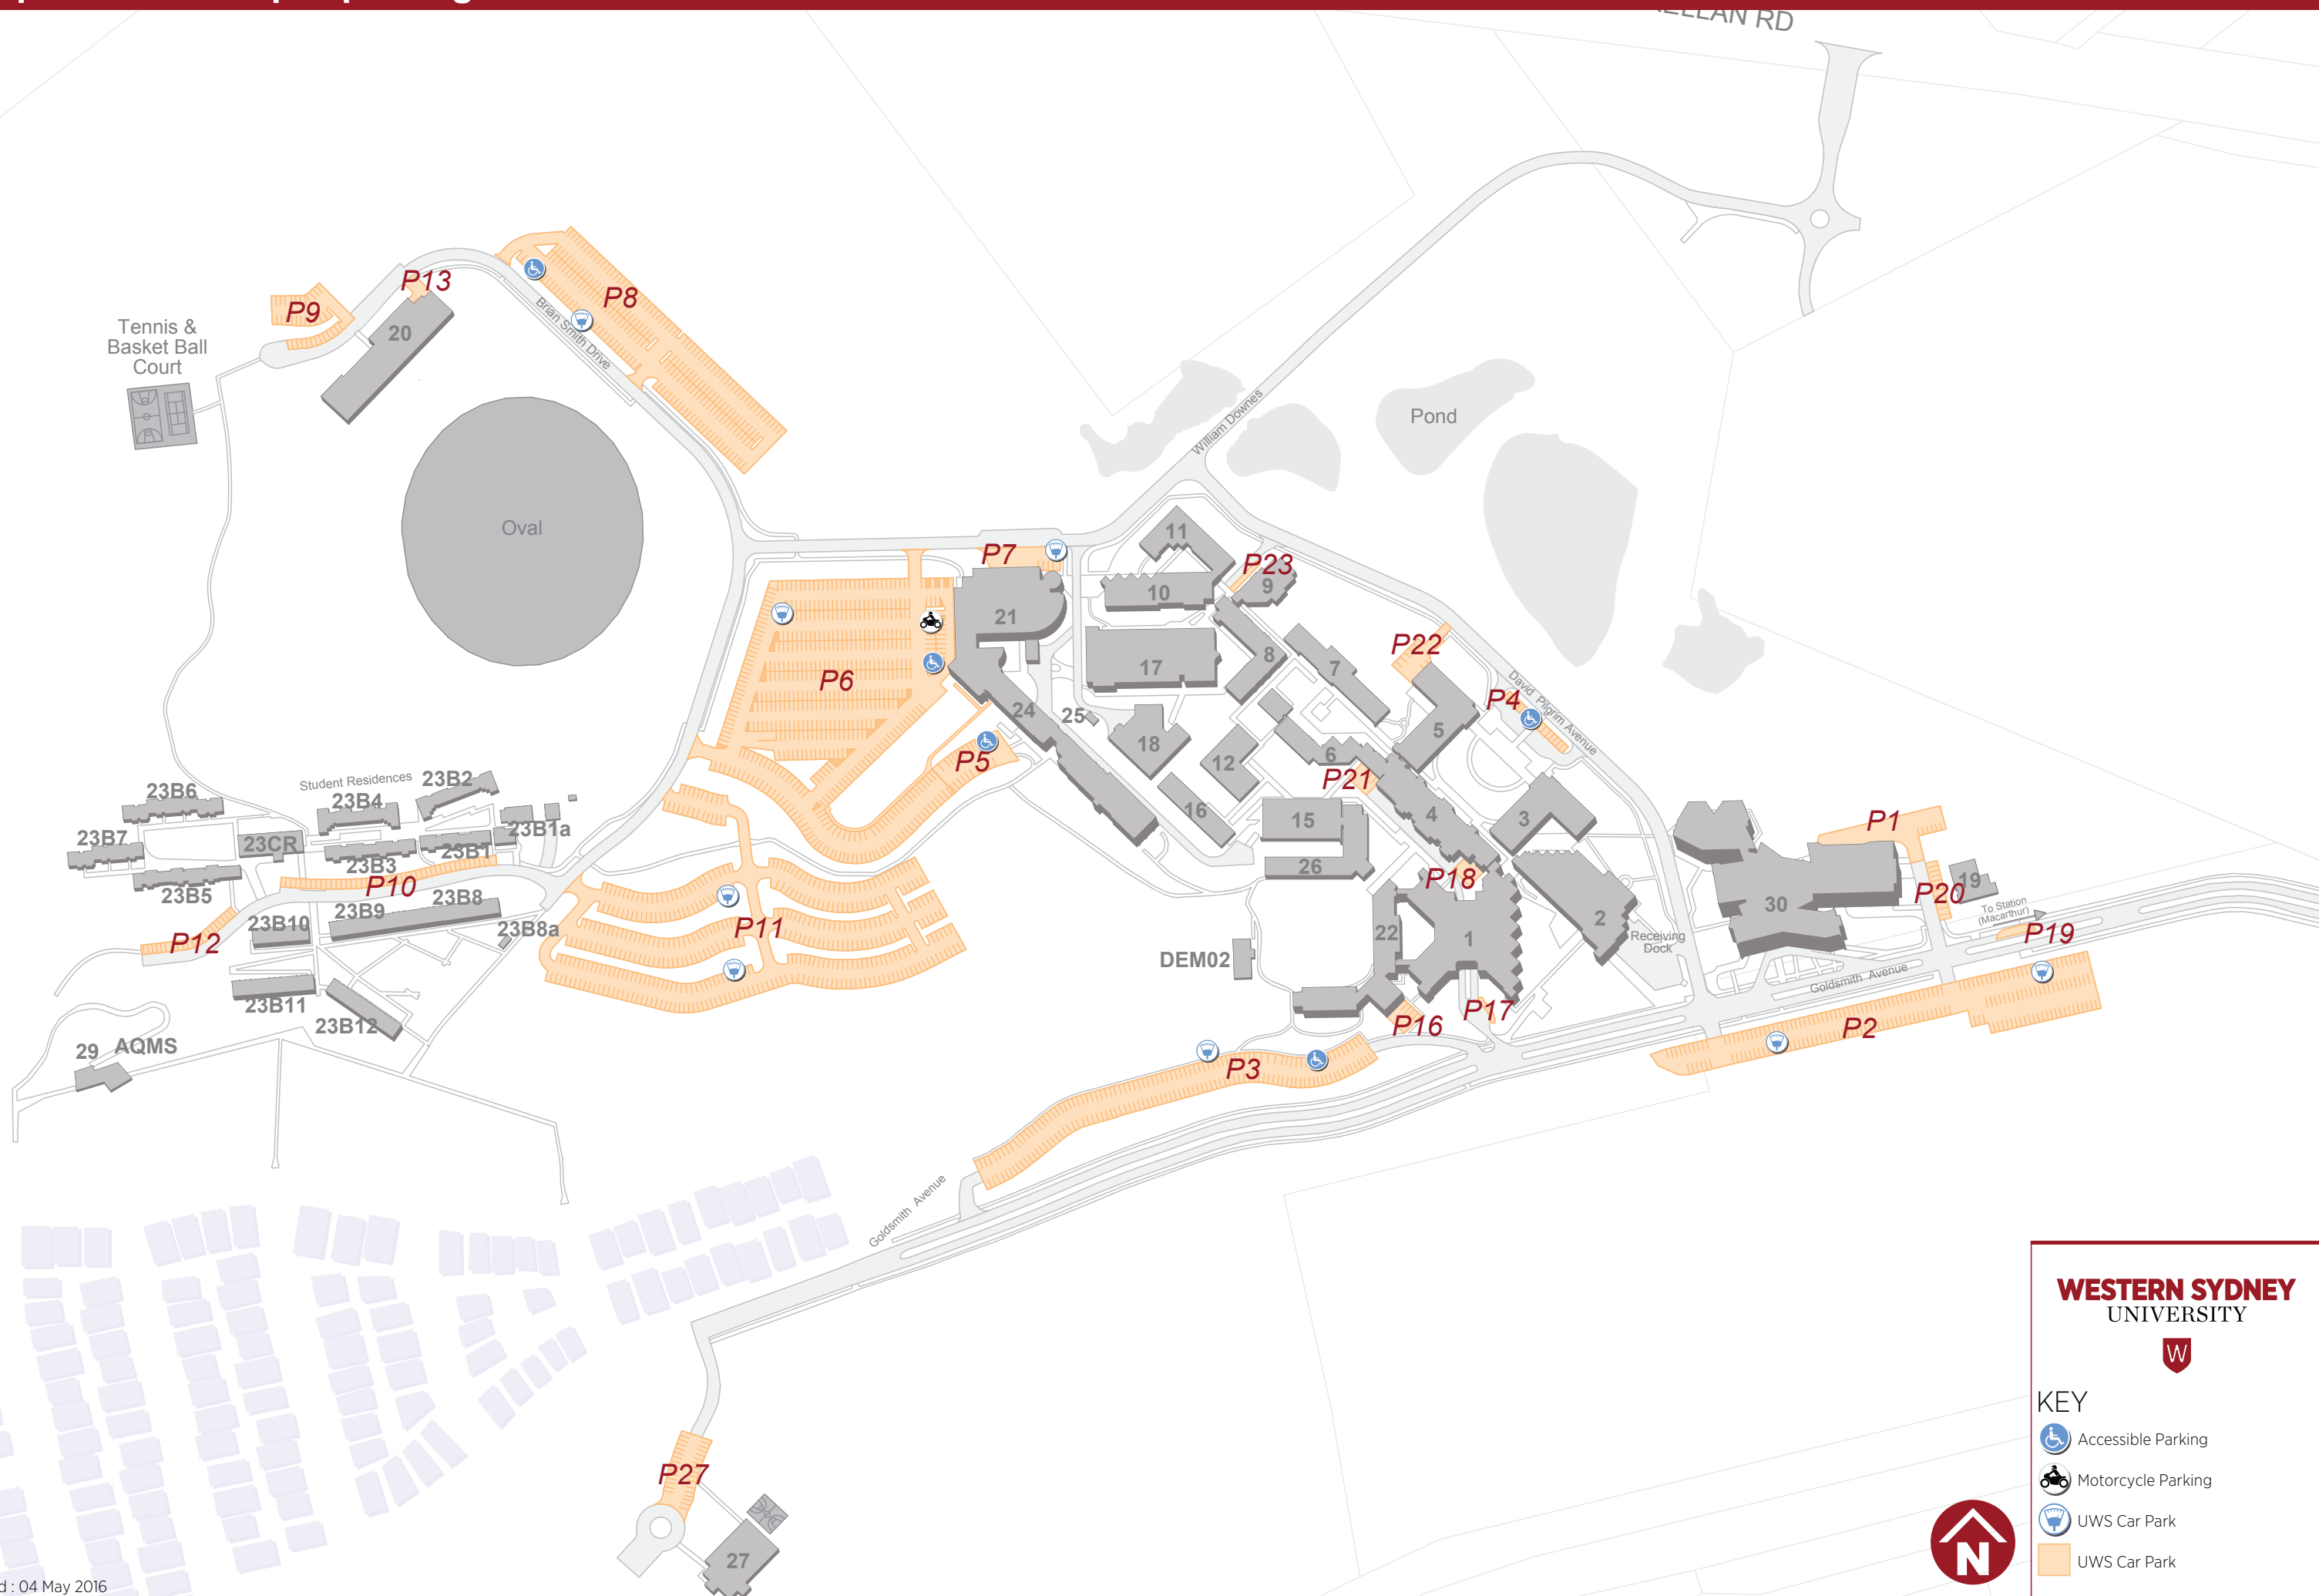 RD
P13
P9
P8
20
Tennis &
Basket Ball
Court
Brian Smith Drive
William Downes
Pond
Oval
11
P7
P23
9
10
21
P6
17
8
7
P22
David Pilgrim Avenue
P4
24
25
5
18
P5
12
6
P21
Student Residences
23B2
23B6
23B4
16
15
4
3
P1
23B1a
23B7
23CR
23B1
23B3
26
P18
P10
23B5
23B8
23B9
23B10
P20
19
30
To Station
(Macarthur)
2
P11
23B8a
P12
22
1
Receiving
Dock
P19
DEM02
Goldsmith Avenue
23B11
23B12
P17
P16
P2
29
AQMS
P3
Goldsmith Avenue
P27
27
WESTERN SYDNEY
UNIVERSITY
W
KEY
Accessible Parking
Motorcycle Parking
UWS Car Park
UWS Car Park
N
: 04 May 2016